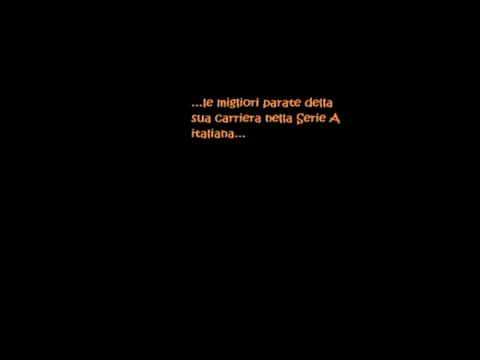 ...le migliori parate della
sua carriera nella Serie A
italiana...